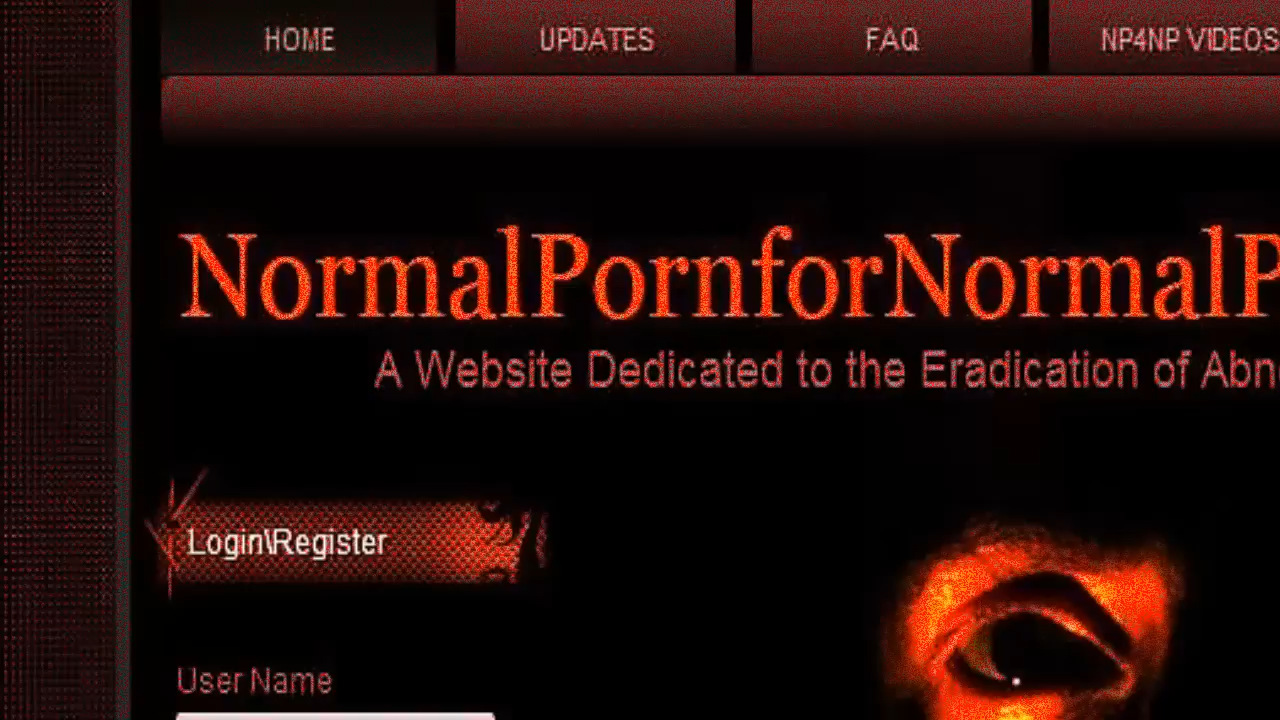 HOME UPDATES FAQ NP4NP VIDEOS
NormalPornforNormalP
A Website Dedicated to the Eradication of Abn
Login\Register
User Name